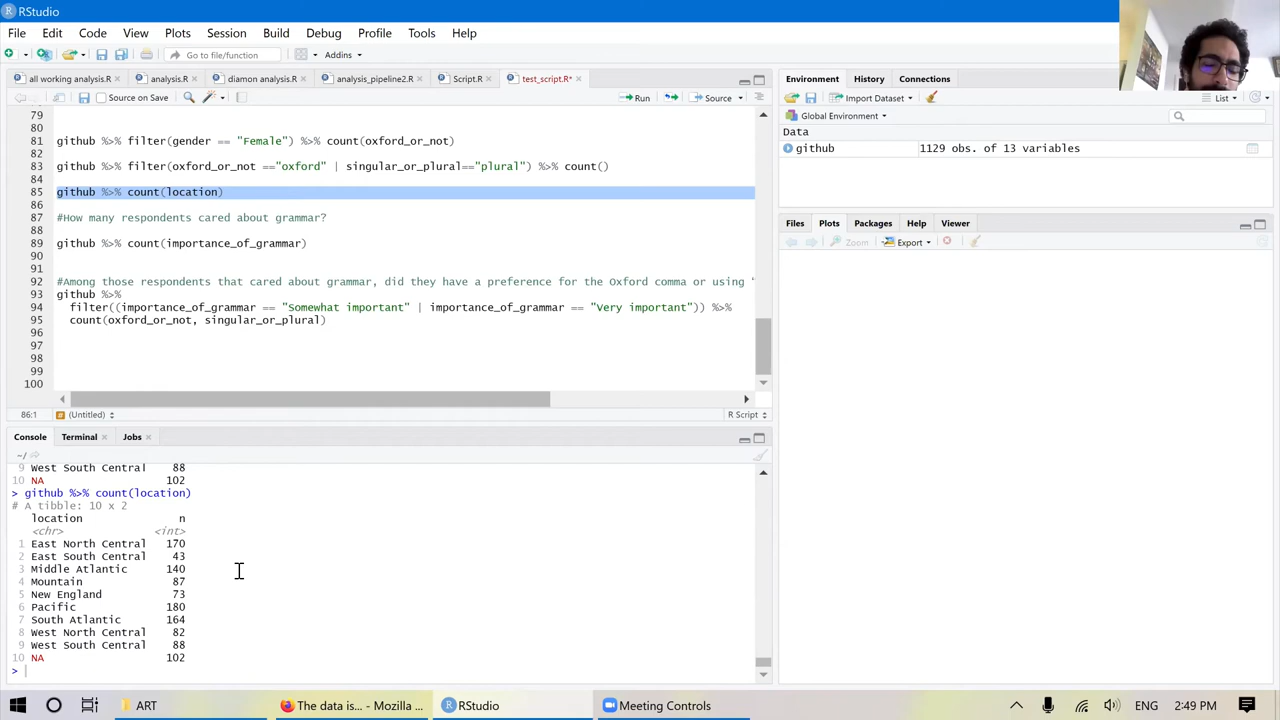 RStudio
File Edit Code View Plots Session Build Debug Profile Tools Help
Go to file/function Addins
all working analysis.R analysis.R diamon analysis.R analysis_pipeline2.R Script.R test_script.R*
Source on Save Run Source
79
80
81 github %>% filter(gender == "Female") %>% count(oxford_or_not)
82
83 github %>% filter(oxford_or_not =="oxford" | singular_or_plural=="plural") %>% count()
84
85 github %>% count(location)
86
87 #How many respondents cared about grammar?
88
89 github %>% count(importance_of_grammar)
90
91
92 #Among those respondents that cared about grammar, did they have a preference for the Oxford comma or using "
93 github %>%
94 filter((importance_of_grammar == "Somewhat important" | importance_of_grammar == "Very important")) %>%
95 count(oxford_or_not, singular_or_plural)
96
97
98
99
100
86:1 (Untitled) R Script
Console Terminal Jobs
~/
9 West South Central 88
10 NA 102
> github %>% count(location)
# A tibble: 10 x 2
location n
<chr> <int>
1 East North Central 170
2 East South Central 43
3 Middle Atlantic 140
4 Mountain 87
5 New England 73
6 Pacific 180
7 South Atlantic 164
8 West North Central 82
9 West South Central 88
10 NA 102
>
Environment History Connections
Import Dataset List
Global Environment
Data
github 1129 obs. of 13 variables
Files Plots Packages Help Viewer
Zoom Export
ART The data is... - Mozilla ... RStudio Meeting Controls ENG 2:49 PM